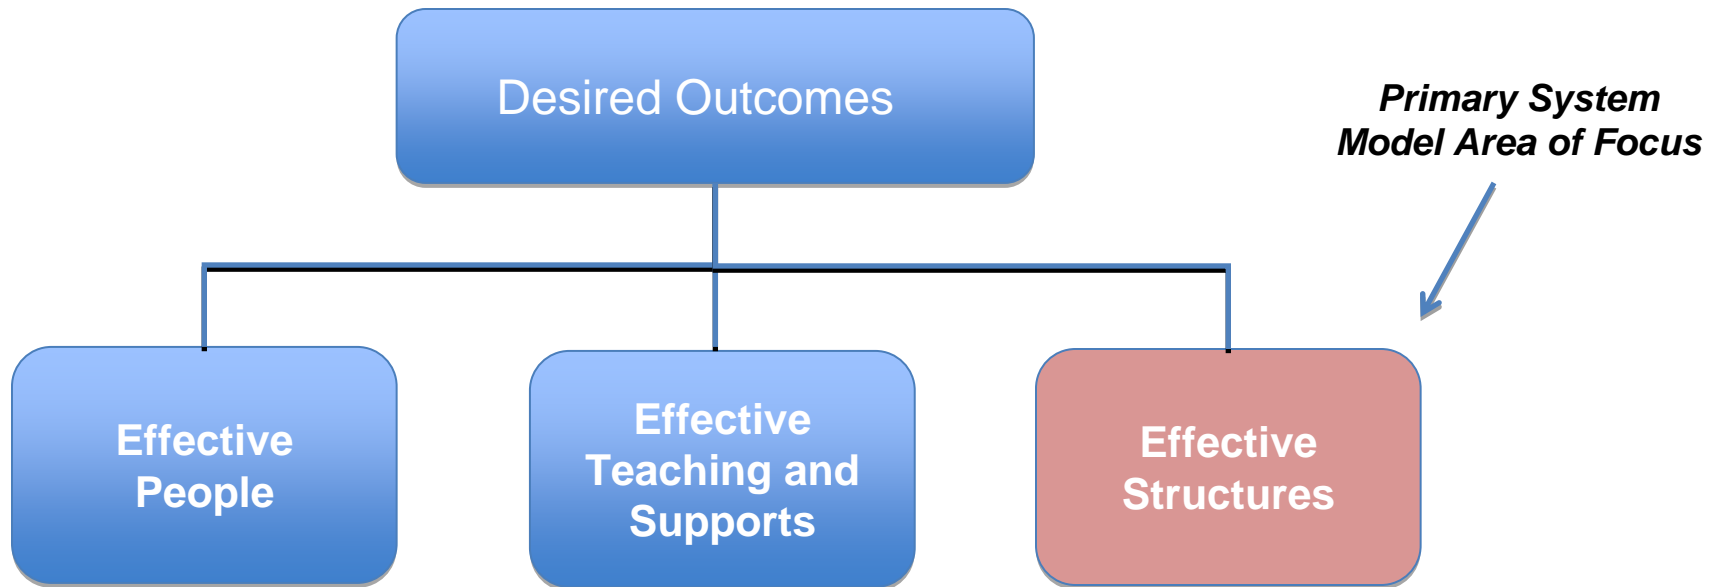 Desired Outcomes
Primary System
Model Area of Focus
Effective
People
Effective
Teaching and
Supports
Effective
Structures